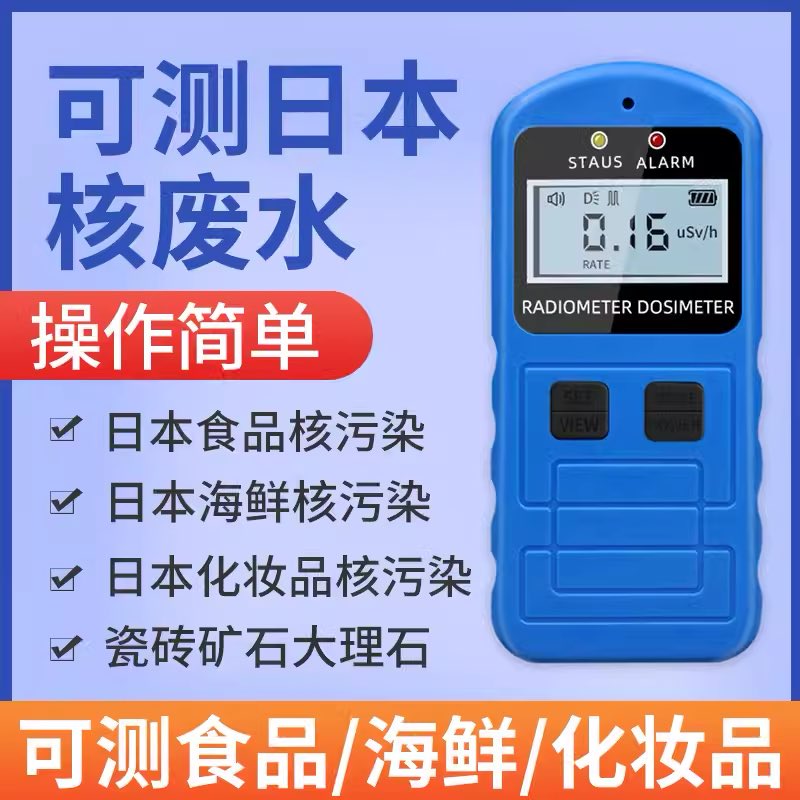 可测日本
核废水
操作简单
日本食品核污染
日本海鲜核污染
日本化妆品核污染
瓷砖矿石大理石
STAUS ALARM
0.16 uSv/h
RATE
RADIOMETER DOSIMETER
SET
VIEW
POWER
可测食品/海鲜/化妆品